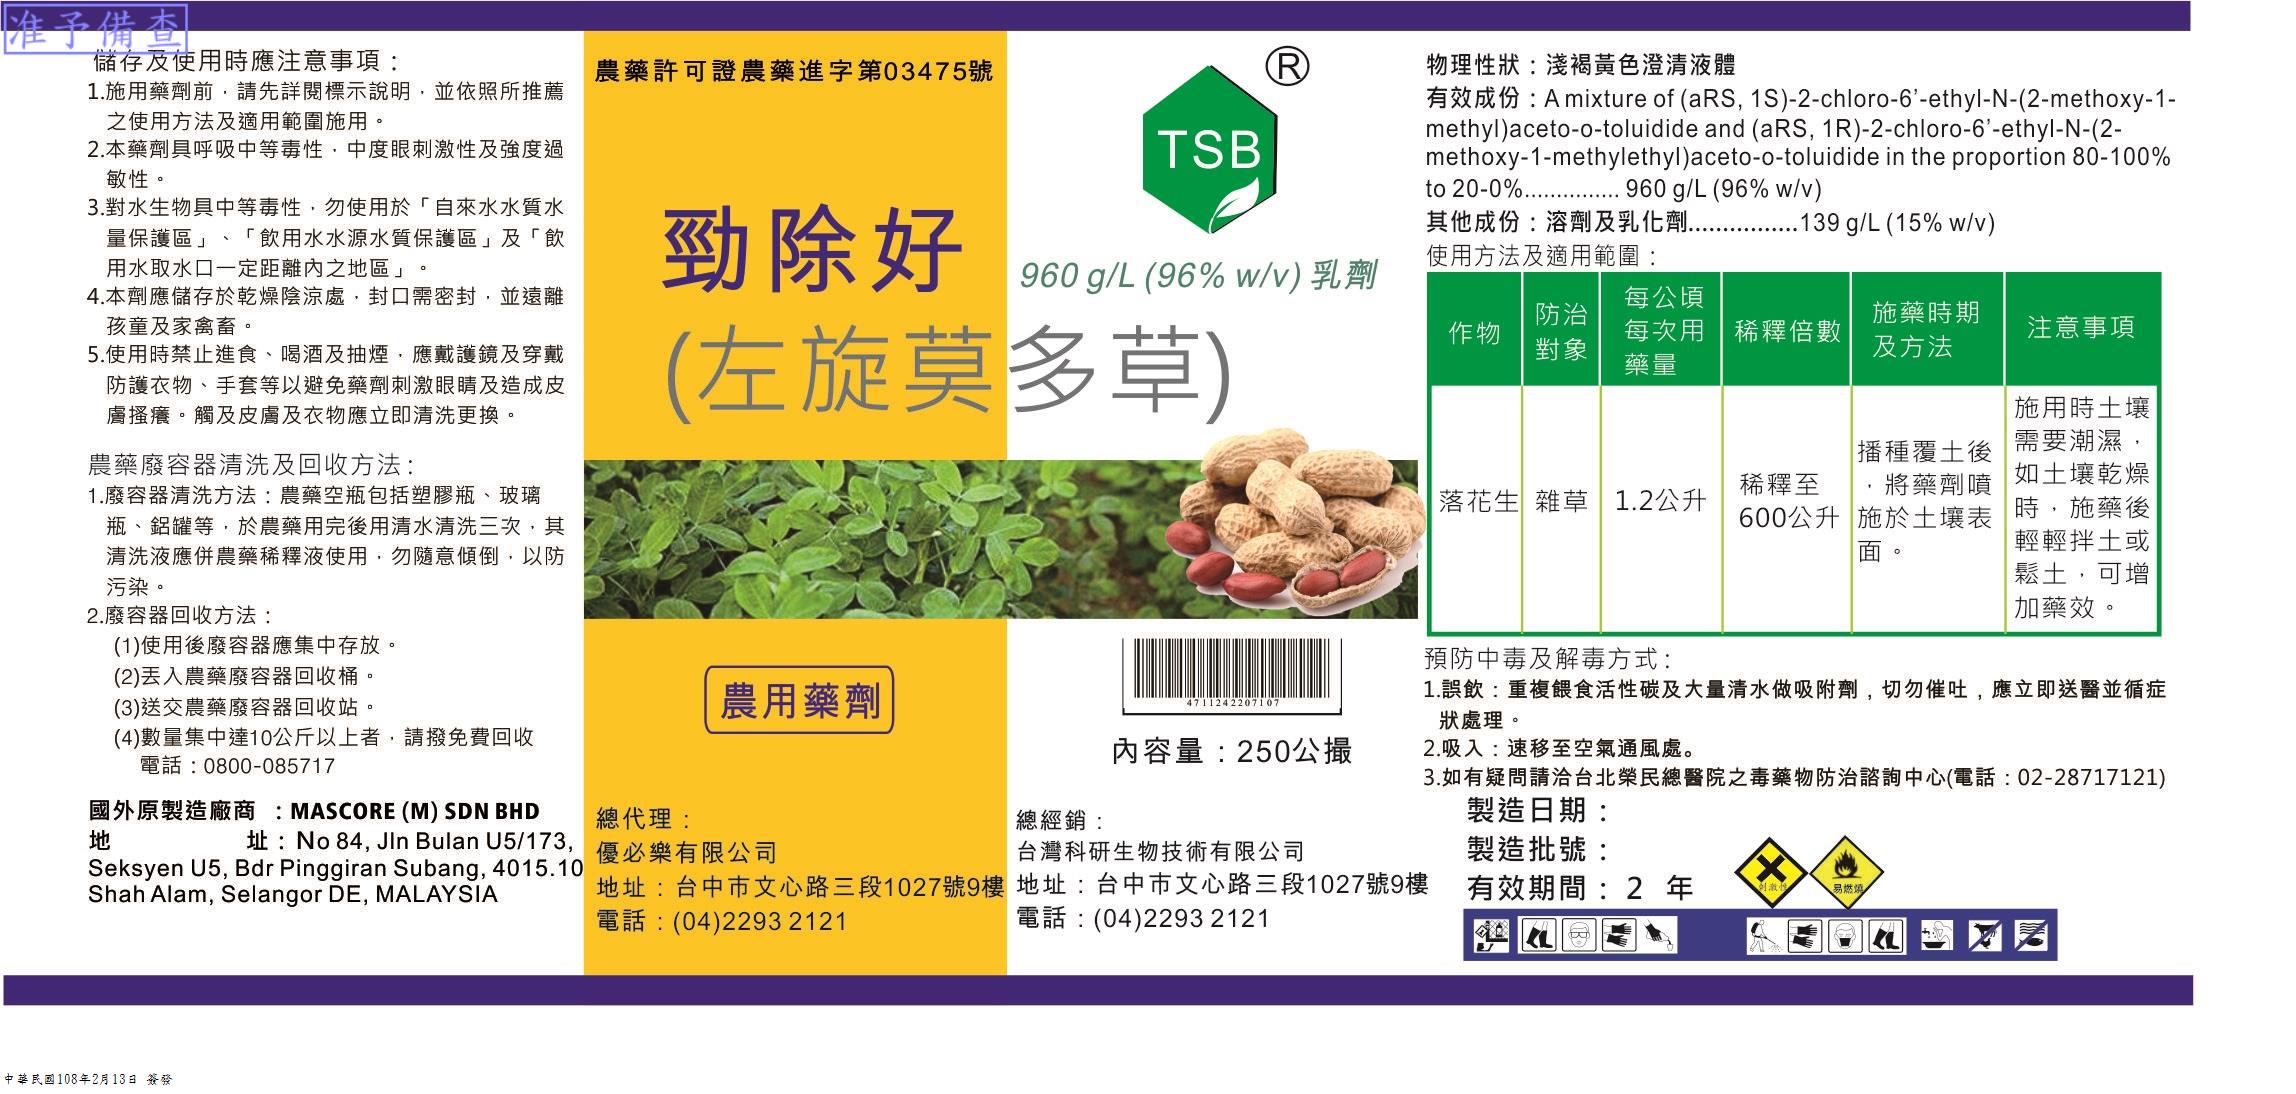 准予備查
儲存及使用時應注意事項：
1.施用藥劑前，請先詳閱標示說明，並依照所推薦
之使用方法及適用範圍施用。
2.本藥劑具呼吸中等毒性，中度眼刺激性及強度過
敏性。
3.對水生物具中等毒性，勿使用於「自來水水質水
量保護區」、「飲用水水源水質保護區」及「飲
用水取水口一定距離內之地區」。
4.本劑應儲存於乾燥陰涼處，封口需密封，並遠離
孩童及家禽畜。
5.使用時禁止進食、喝酒及抽煙，應戴護鏡及穿戴
防護衣物、手套等以避免藥劑刺激眼睛及造成皮
膚搔癢。觸及皮膚及衣物應立即清洗更換。
農藥廢容器清洗及回收方法：
1.廢容器清洗方法：農藥空瓶包括塑膠瓶、玻璃
瓶、鋁罐等，於農藥用完後用清水清洗三次，其
清洗液應併農藥稀釋液使用，勿隨意傾倒，以防
污染。
2.廢容器回收方法：
(1)使用後廢容器應集中存放。
(2)丟入農藥廢容器回收桶。
(3)送交農藥廢容器回收站。
(4)數量集中達10公斤以上者，請撥免費回收
電話：0800-085717
國外原製造廠商 ：MASCORE (M) SDN BHD
地 址：No 84, Jln Bulan U5/173,
Seksyen U5, Bdr Pinggiran Subang, 4015.10
Shah Alam, Selangor DE, MALAYSIA
農藥許可證農藥進字第03475號
TSB
®
勁除好
960 g/L (96% w/v) 乳劑
(左旋莫多草)
農用藥劑
4711242207107
內容量：250公撮
總代理：
優必樂有限公司
地址：台中市文心路三段1027號9樓
電話：(04)2293 2121
總經銷：
台灣科研生物技術有限公司
地址：台中市文心路三段1027號9樓
電話：(04)2293 2121
物理性狀：淺褐黃色澄清液體
有效成份：A mixture of (aRS, 1S)-2-chloro-6’-ethyl-N-(2-methoxy-1-
methyl)aceto-o-toluidide and (aRS, 1R)-2-chloro-6’-ethyl-N-(2-
methoxy-1-methylethyl)aceto-o-toluidide in the proportion 80-100%
to 20-0%............... 960 g/L (96% w/v)
其他成份：溶劑及乳化劑.................139 g/L (15% w/v)
使用方法及適用範圍：
作物
防治
對象
每公頃
每次用
藥量
稀釋倍數
施藥時期
及方法
注意事項
落花生
雜草
1.2公升
稀釋至
600公升
播種覆土後
，將藥劑噴
施於土壤表
面。
施用時土壤
需要潮濕，
如土壤乾燥
時，施藥後
輕輕拌土或
鬆土，可增
加藥效。
預防中毒及解毒方式：
1.誤飲：重複餵食活性碳及大量清水做吸附劑，切勿催吐，應立即送醫並循症
狀處理。
2.吸入：速移至空氣通風處。
3.如有疑問請洽台北榮民總醫院之毒藥物防治諮詢中心(電話：02-28717121)
製造日期：
製造批號：
有效期間：2 年
刺激性
易燃燒
中華民國108年2月13日 簽發